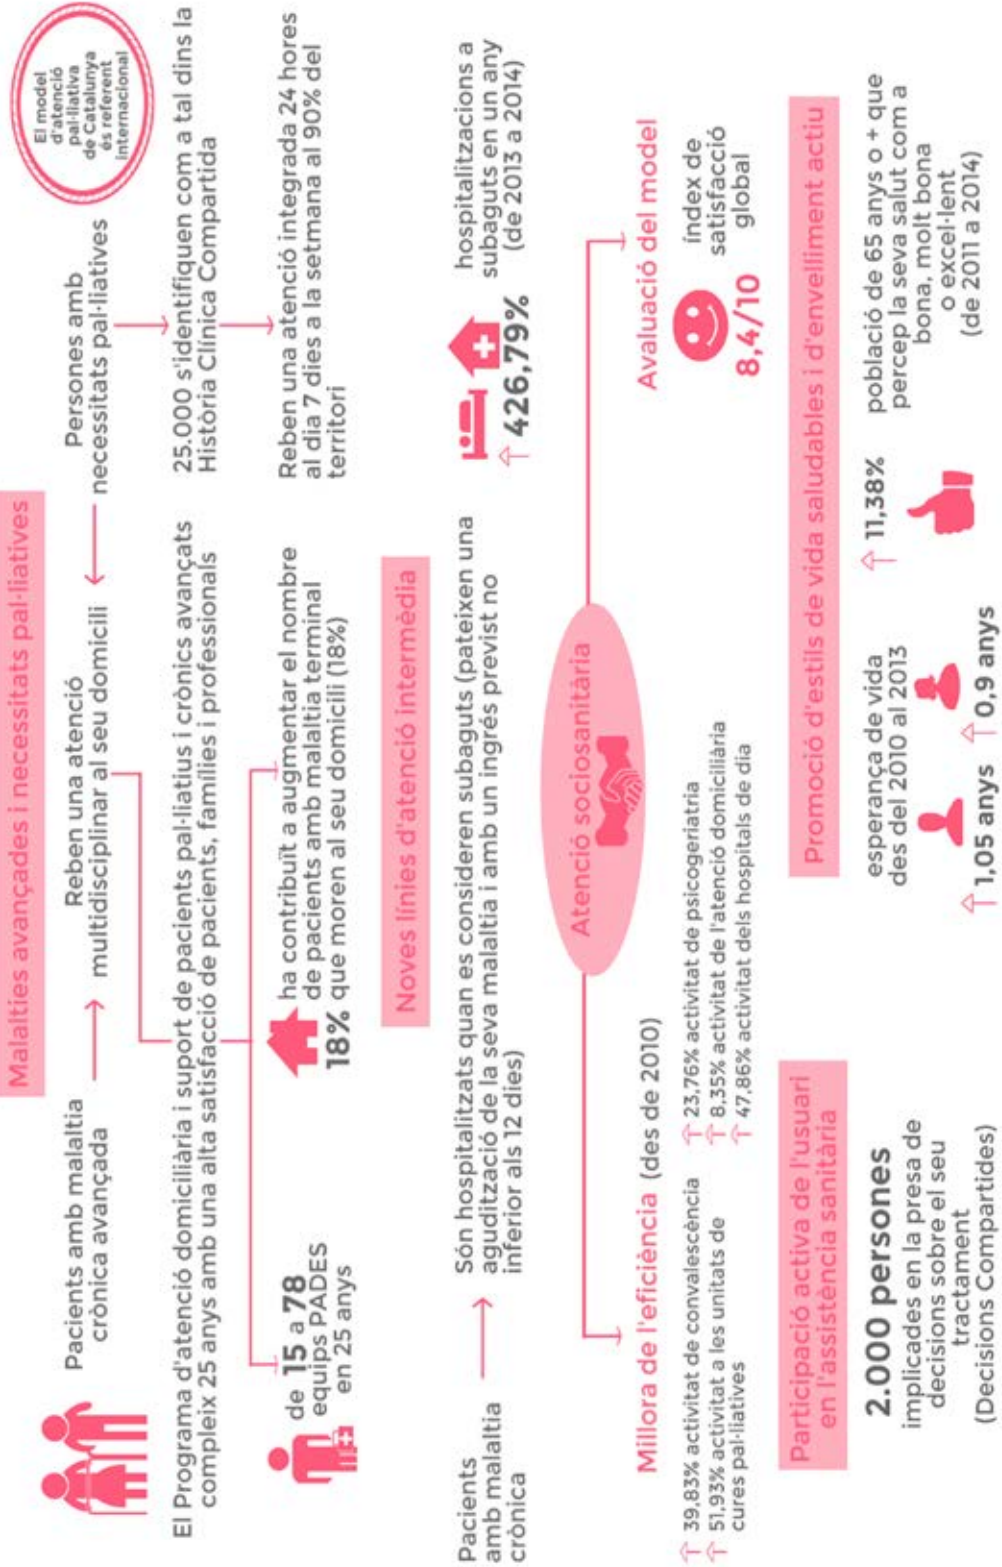 Malalties avançades i necessitats pal·liatives
El model
d'atenció
pal·liativa
de Catalunya
és referent
internacional
Pacients amb malaltia
crònica avançada
Reben una atenció
multidisciplinar al seu domicili
Persones amb
necessitats pal·liatives
El Programa d'atenció domiciliària i suport de pacients pal·liatius i crònics avançats
compleix 25 anys amb una alta satisfacció de pacients, famílies i professionals
25.000 s'identifiquen com a tal dins la
Història Clínica Compartida
de 15 a 78
equips PADES
en 25 anys
ha contribuït a augmentar el nombre
de pacients amb malaltia terminal
18% que moren al seu domicili (18%)
Reben una atenció integrada 24 hores
al dia 7 dies a la setmana al 90% del
territori
Noves línies d'atenció intermèdia
Pacients
amb malaltia
crònica
Són hospitalitzats quan es consideren subaguts (pateixen una
agudització de la seva malaltia i amb un ingrés previst no
inferior als 12 dies)
426,79%
hospitalitzacions a
subaguts en un any
(de 2013 a 2014)
Atenció sociosanitària
Millora de l'eficiència (des de 2010)
39,83% activitat de convalescència
51,93% activitat a les unitats de
cures pal·liatives
23,76% activitat de psicogeriatria
8,35% activitat de l'atenció domiciliària
47,86% activitat dels hospitals de dia
Avaluació del model
8,4/10
índex de
satisfacció
global
Participació activa de l'usuari
en l'assistència sanitària
2.000 persones
implicades en la presa de
decisions sobre el seu
tractament
(Decisions Compartides)
Promoció d'estils de vida saludables i d'envelliment actiu
esperança de vida
des del 2010 al 2013
1,05 anys
0,9 anys
11,38%
població de 65 anys o + que
percep la seva salut com a
bona, molt bona
o excel·lent
(de 2011 a 2014)